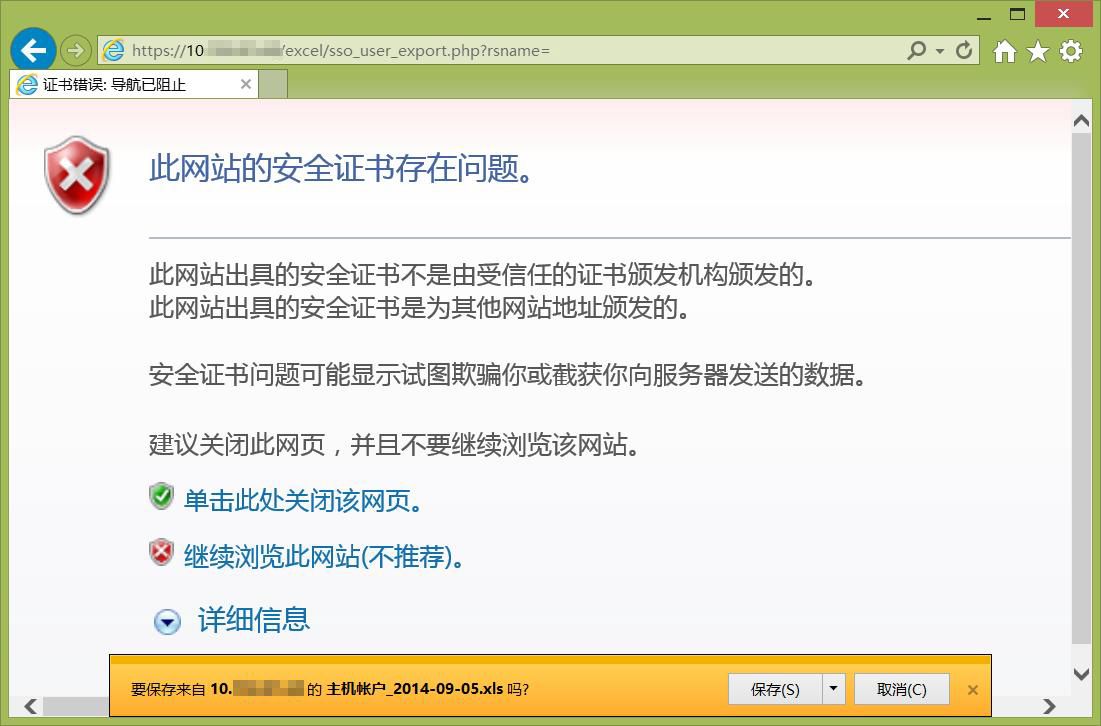 https://10 /excel/sso_user_export.php?rsname=
证书错误: 导航已阻止
此网站的安全证书存在问题。
此网站出具的安全证书不是由受信任的证书颁发机构颁发的。
此网站出具的安全证书是为其他网站地址颁发的。
安全证书问题可能显示试图欺骗你或截获你向服务器发送的数据。
建议关闭此网页，并且不要继续浏览该网站。
单击此处关闭该网页。
继续浏览此网站(不推荐)。
详细信息
要保存来自 10. 的 主机帐户_2014-09-05.xls 吗?
保存(S)
取消(C)